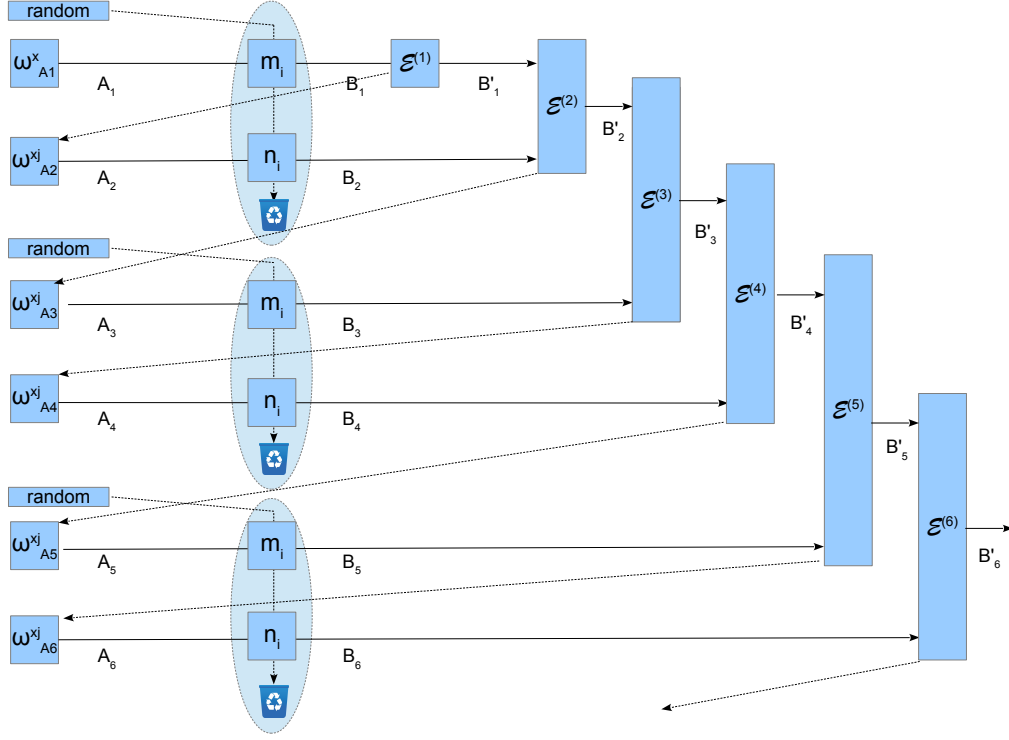 random
ω^x_A1 A_1 m_i B_1 ℰ^(1) B'_1 ℰ^(2) B'_2
ω^xj_A2 A_2 n_i B_2 ℰ^(3) B'_3
random
ω^xj_A3 A_3 m_i B_3 ℰ^(4) B'_4
ω^xj_A4 A_4 n_i B_4 ℰ^(5) B'_5
random
ω^xj_A5 A_5 m_i B_5 ℰ^(6) B'_6
ω^xj_A6 A_6 n_i B_6